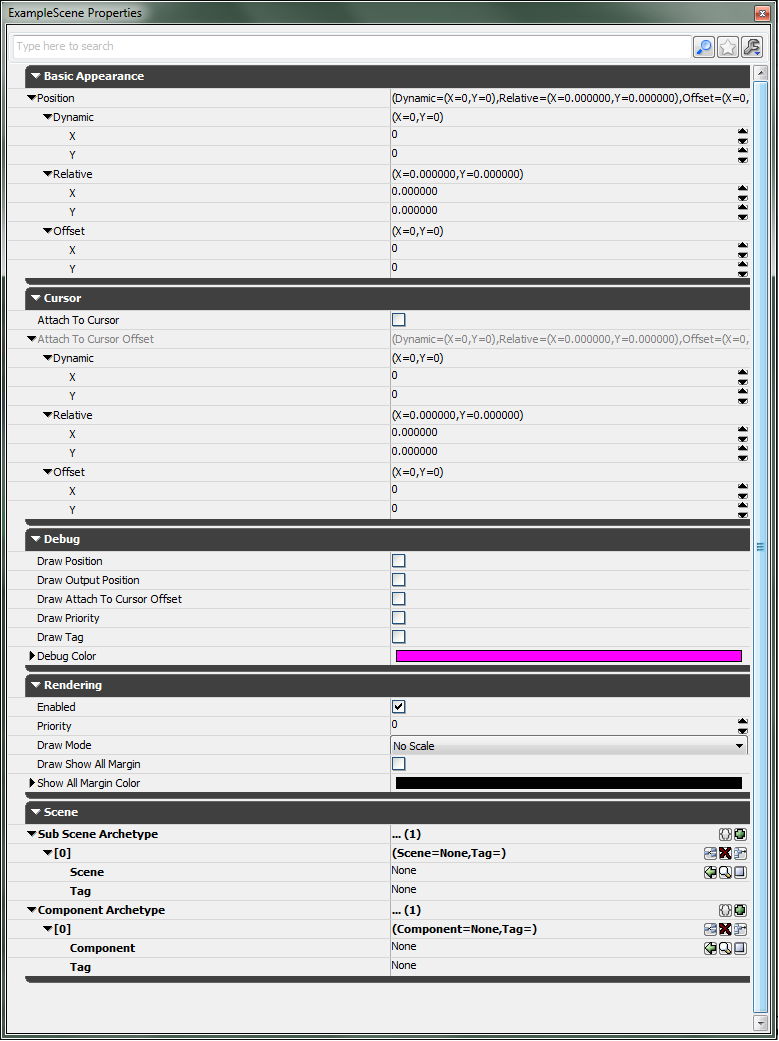 ExampleScene Properties
Type here to search
Basic Appearance
Position (Dynamic=(X=0,Y=0),Relative=(X=0.000000,Y=0.000000),Offset=(X=0,
Dynamic (X=0,Y=0)
X 0
Y 0
Relative (X=0.000000,Y=0.000000)
X 0.000000
Y 0.000000
Offset (X=0,Y=0)
X 0
Y 0
Cursor
Attach To Cursor
Attach To Cursor Offset (Dynamic=(X=0,Y=0),Relative=(X=0.000000,Y=0.000000),Offset=(X=0,
Dynamic (X=0,Y=0)
X 0
Y 0
Relative (X=0.000000,Y=0.000000)
X 0.000000
Y 0.000000
Offset (X=0,Y=0)
X 0
Y 0
Debug
Draw Position
Draw Output Position
Draw Attach To Cursor Offset
Draw Priority
Draw Tag
Debug Color
Rendering
Enabled
Priority 0
Draw Mode No Scale
Draw Show All Margin
Show All Margin Color
Scene
Sub Scene Archetype ... (1)
[0] (Scene=None,Tag=)
Scene None
Tag None
Component Archetype ... (1)
[0] (Component=None,Tag=)
Component None
Tag None